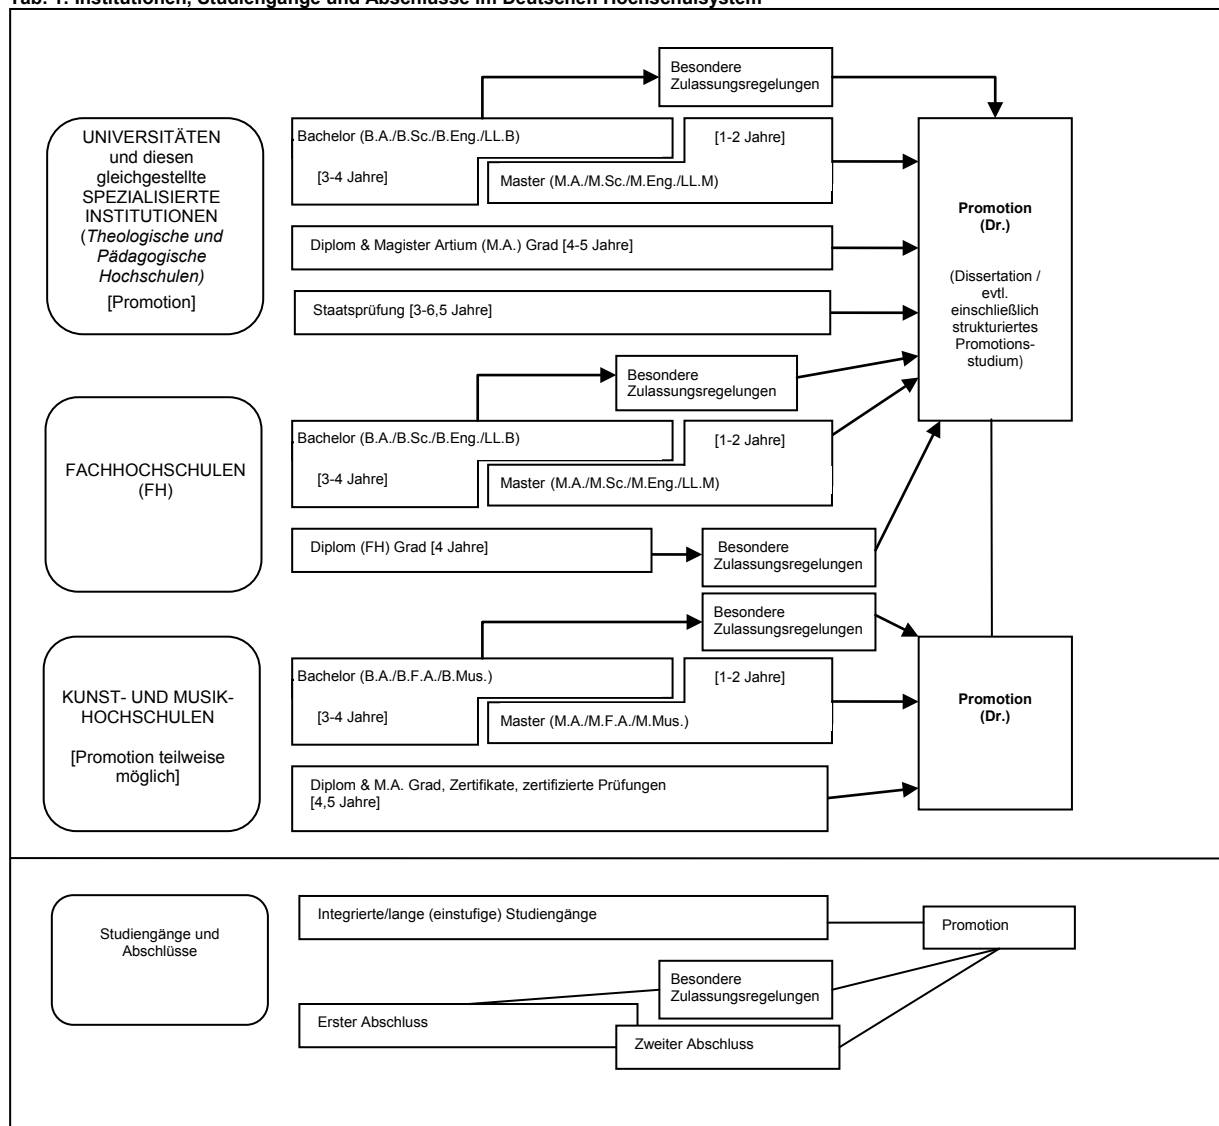 Tab. 1: Institutionen, Studiengänge und Abschlüsse im Deutschen Hochschulsystem
Besondere
Zulassungsregelungen
UNIVERSITÄTEN
und diesen
gleichgestellte
SPEZIALISIERTE
INSTITUTIONEN
(Theologische und
Pädagogische
Hochschulen)
[Promotion]
Bachelor (B.A./B.Sc./B.Eng./LL.B)
[3-4 Jahre]
[1-2 Jahre]
Master (M.A./M.Sc./M.Eng./LL.M)
Diplom & Magister Artium (M.A.) Grad [4-5 Jahre]
Staatsprüfung [3-6,5 Jahre]
Promotion
(Dr.)
(Dissertation /
evtl.
einschließlich
strukturiertes
Promotions-
studium)
FACHHOCHSCHULEN
(FH)
Besondere
Zulassungsregelungen
Bachelor (B.A./B.Sc./B.Eng./LL.B)
[3-4 Jahre]
[1-2 Jahre]
Master (M.A./M.Sc./M.Eng./LL.M)
Diplom (FH) Grad [4 Jahre]
Besondere
Zulassungsregelungen
KUNST- UND MUSIK-
HOCHSCHULEN
[Promotion teilweise
möglich]
Besondere
Zulassungsregelungen
Bachelor (B.A./B.F.A./B.Mus.)
[3-4 Jahre]
[1-2 Jahre]
Master (M.A./M.F.A./M.Mus.)
Diplom & M.A. Grad, Zertifikate, zertifizierte Prüfungen
[4,5 Jahre]
Promotion
(Dr.)
Studiengänge und
Abschlüsse
Integrierte/lange (einstufige) Studiengänge
Promotion
Besondere
Zulassungsregelungen
Erster Abschluss
Zweiter Abschluss